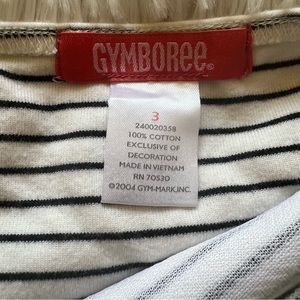 GYMBOREE®
3
240020358
100% COTTON
EXCLUSIVE OF
DECORATION
MADE IN VIETNAM
RN 70530
©2004 GYM-MARK,INC.